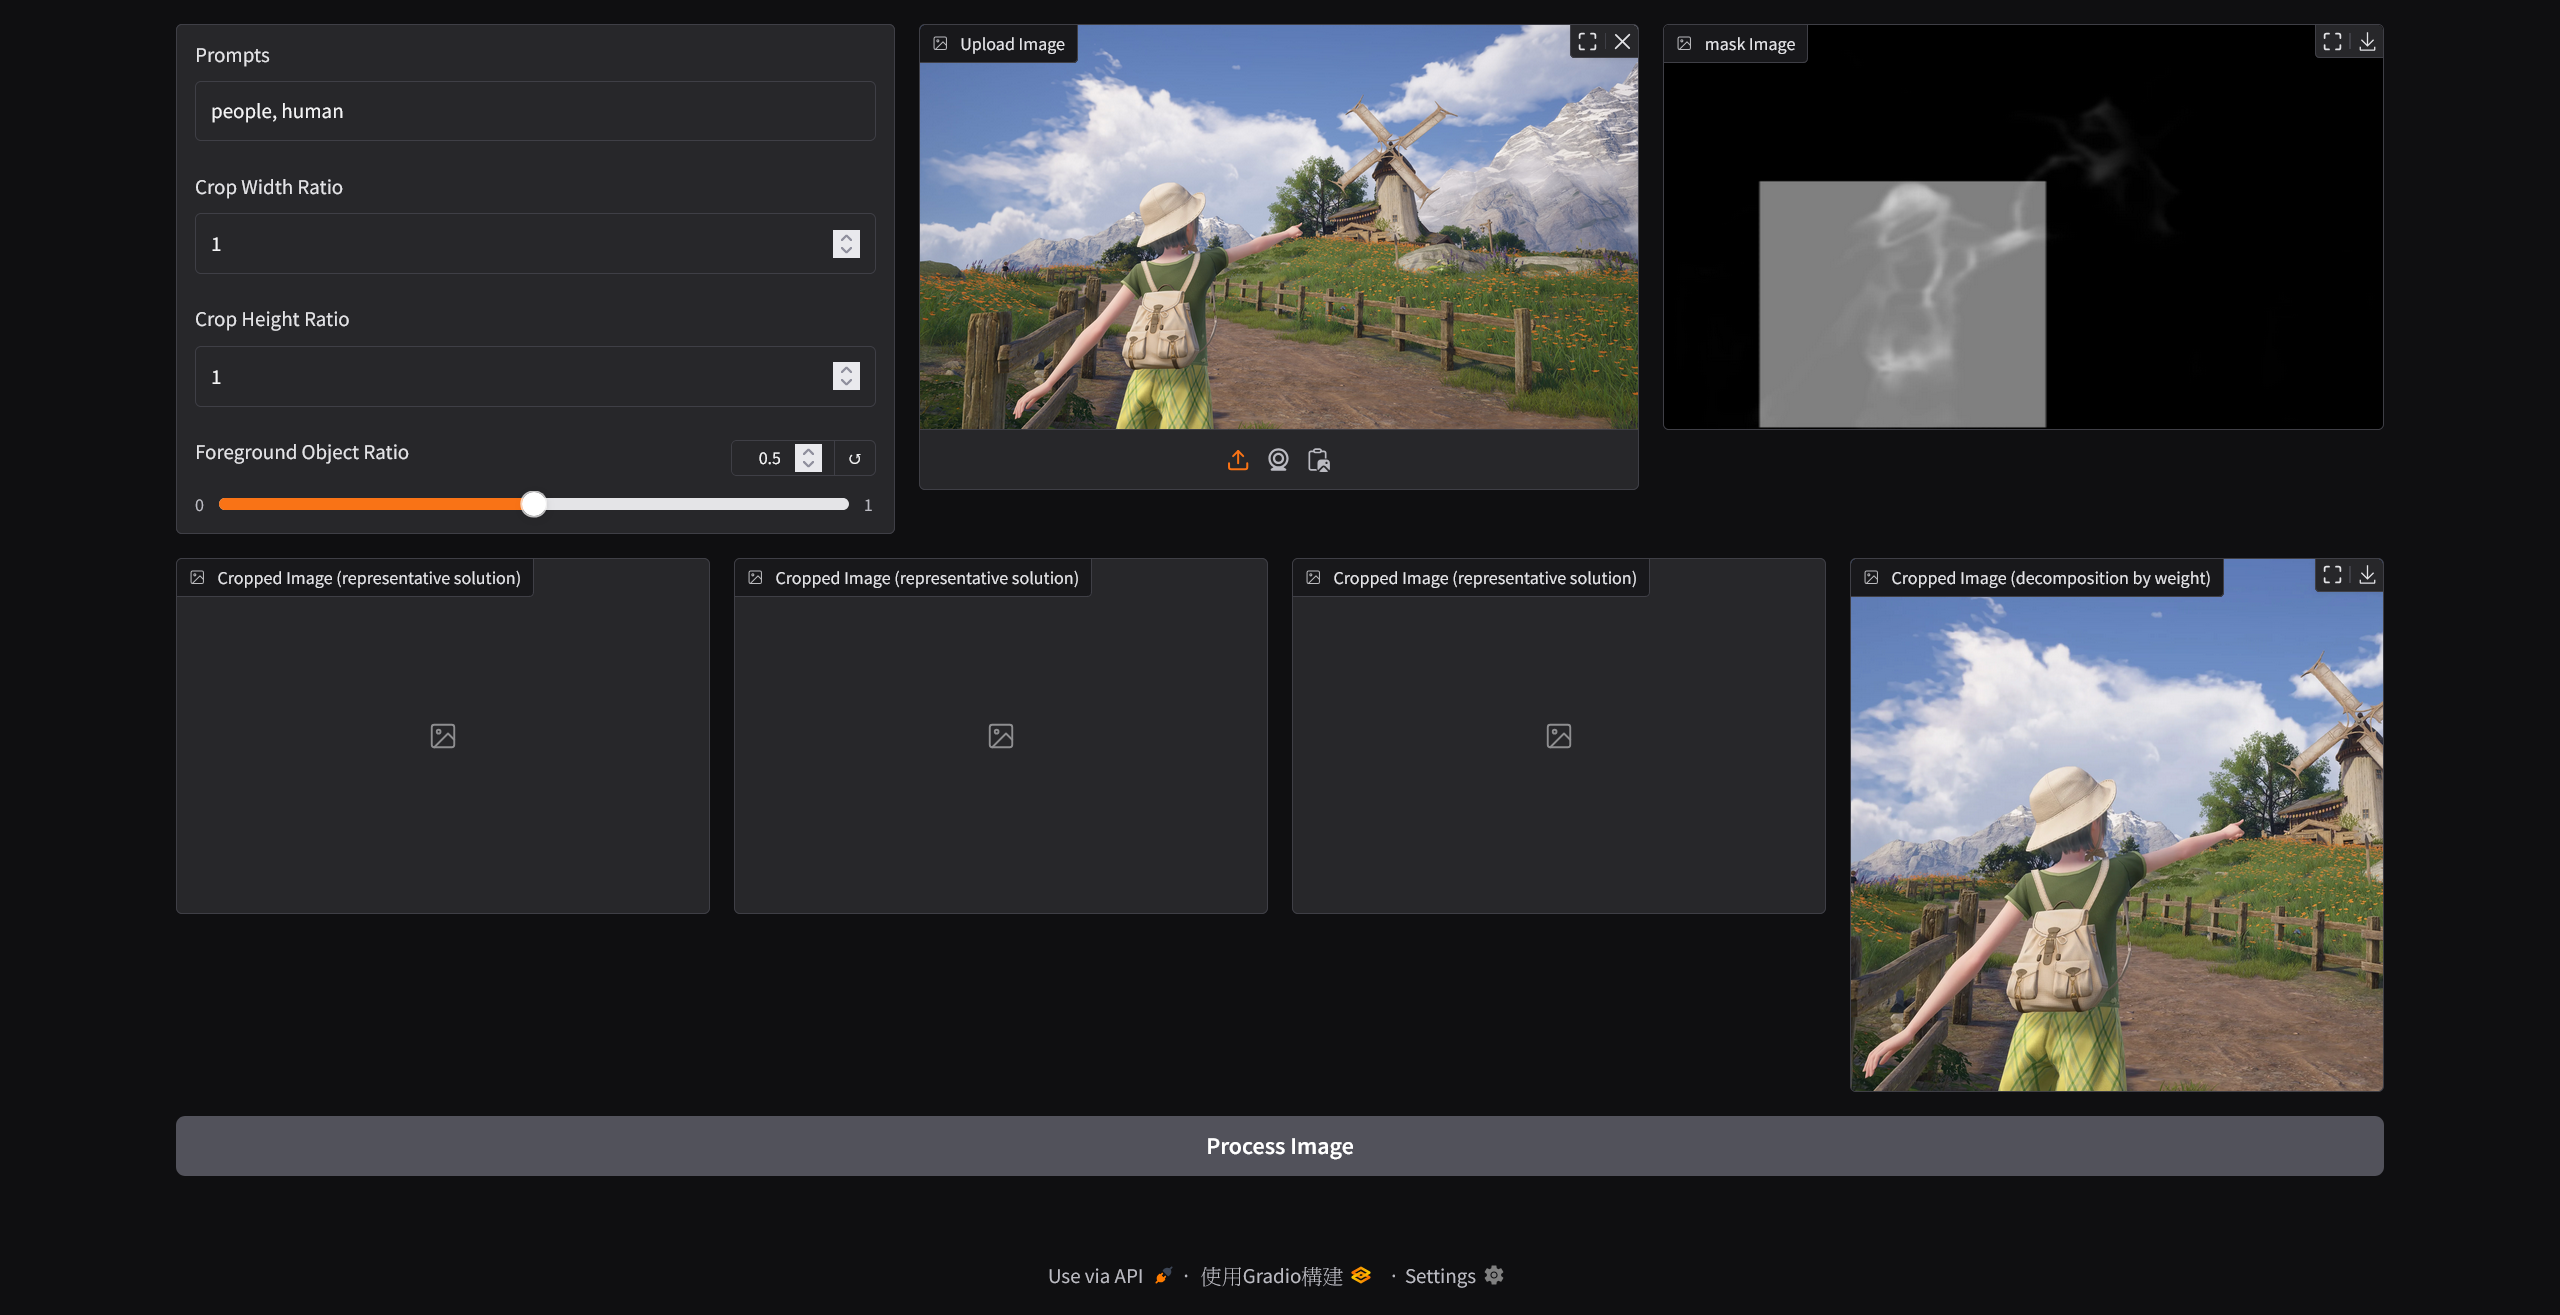 Prompts
people, human
Crop Width Ratio
1
Crop Height Ratio
1
Foreground Object Ratio
0.5
0
1
Upload Image
mask Image
Cropped Image (representative solution)
Cropped Image (representative solution)
Cropped Image (representative solution)
Cropped Image (decomposition by weight)
Process Image
Use via API · 使用Gradio構建 · Settings